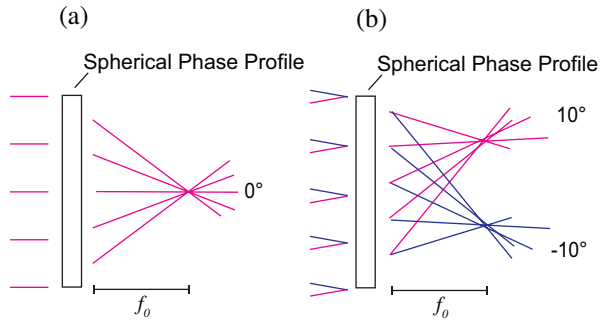 (a)
Spherical Phase Profile
0°
f₀
(b)
Spherical Phase Profile
10°
-10°
f₀